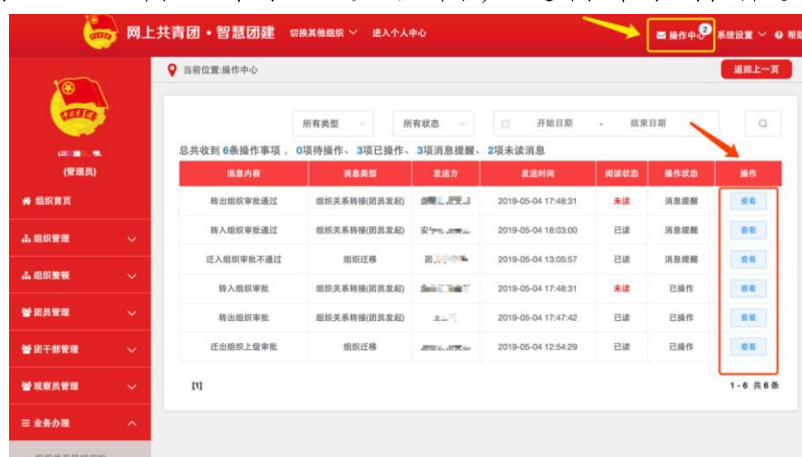 网上共青团·智慧团建 切换其他组织 进入个人中心 操作中心 2 系统设置 帮助
当前位置:操作中心 返回上一页
(管理员)
组织首页
组织管理
组织整顿
团员管理
团干部管理
观察员管理
业务办理
所有类型 所有状态 开始日期 - 结束日期
总共收到 6条操作事项， 0项待操作、 3项已操作、 3项消息提醒、 2项未读消息
消息内容 消息类型 发送方 发送时间 阅读状态 操作状态 操作
转出组织审批通过 组织关系转接(团员发起) 2019-05-04 17:48:31 未读 消息提醒 查看
转入组织审批通过 组织关系转接(团员发起) 2019-05-04 18:03:00 已读 消息提醒 查看
迁入组织审批不通过 组织迁移 团 2019-05-04 13:05:57 已读 消息提醒 查看
转入组织审批 组织关系转接(团员发起) 2019-05-04 17:48:31 未读 已操作 查看
转出组织审批 组织关系转接(团员发起) 2019-05-04 17:47:42 已读 已操作 查看
迁出组织上级审批 组织迁移 2019-05-04 12:54:29 已读 已操作 查看
[1] 1-6 共6条